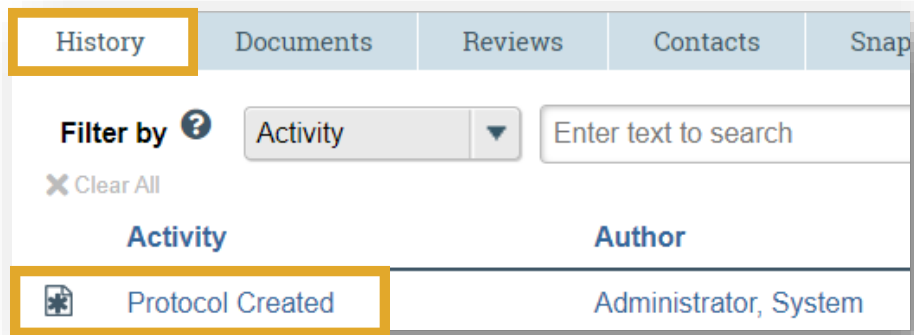 History Documents Reviews Contacts Snap
Filter by ? Activity Enter text to search
Clear All
Activity Author
Protocol Created Administrator, System